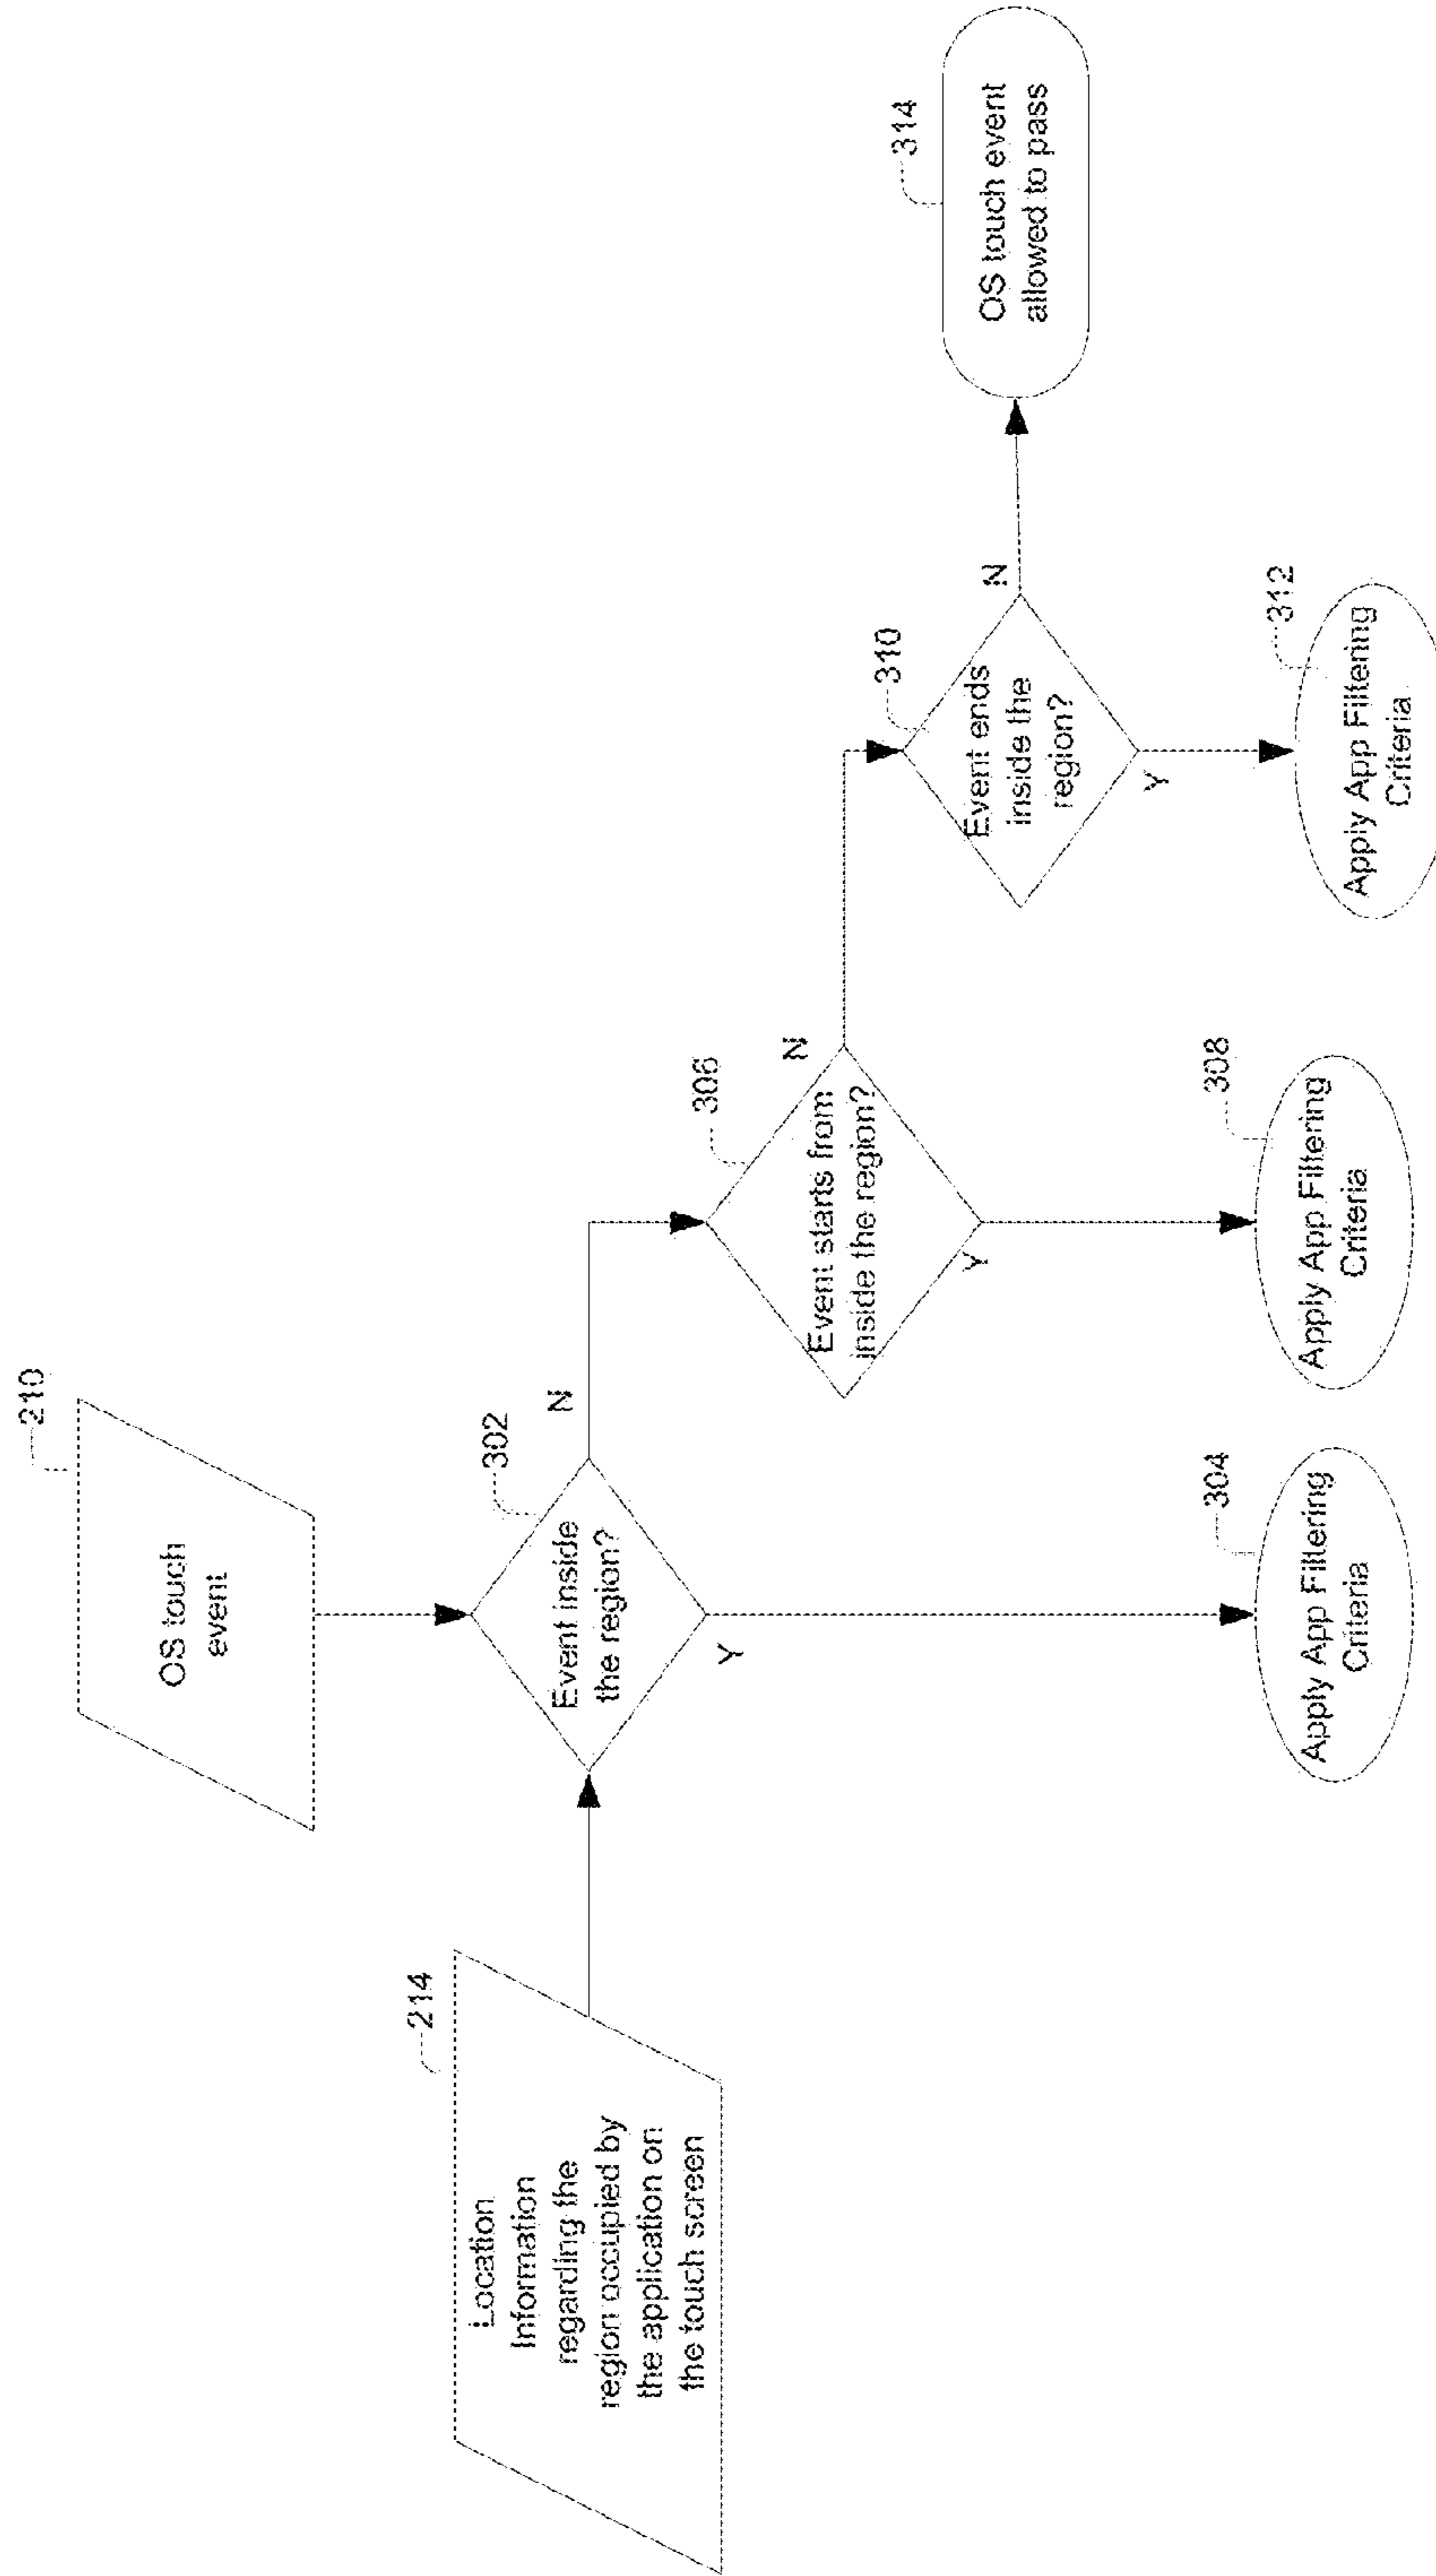 210
OS touch
event
214
Location
Information
regarding the
region occupied by
the application on
the touch screen
302
Event inside
the region?
N
Y
304
Apply App Filtering
Criteria
306
Event starts from
inside the region?
N
Y
308
Apply App Filtering
Criteria
310
Event ends
inside the
region?
N
Y
312
Apply App Filtering
Criteria
314
OS touch event
allowed to pass